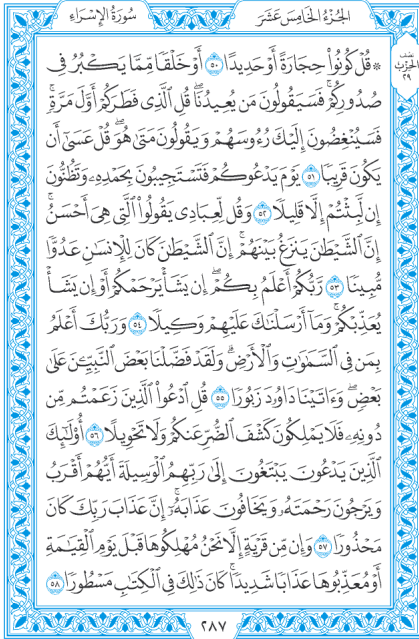 الجزء الخامس عشر
سورة الإسراء
نصف
الحزب
٢٩
۞ قُلْ كُونُوا۟ حِجَارَةً أَوْ حَدِيدًا ٥٠ أَوْ خَلْقًا مِّمَّا يَكْبُرُ فِى
صُدُورِكُمْ ۚ فَسَيَقُولُونَ مَن يُعِيدُنَا ۖ قُلِ ٱلَّذِى فَطَرَكُمْ أَوَّلَ مَرَّةٍ ۚ
فَسَيُنْغِضُونَ إِلَيْكَ رُءُوسَهُمْ وَيَقُولُونَ مَتَىٰ هُوَ ۖ قُلْ عَسَىٰٓ أَن
يَكُونَ قَرِيبًا ٥١ يَوْمَ يَدْعُوكُمْ فَتَسْتَجِيبُونَ بِحَمْدِهِۦ وَتَظُنُّونَ
إِن لَّبِثْتُمْ إِلَّا قَلِيلًا ٥٢ وَقُل لِّعِبَادِى يَقُولُوا۟ ٱلَّتِى هِىَ أَحْسَنُ ۚ
إِنَّ ٱلشَّيْطَٰنَ يَنزَغُ بَيْنَهُمْ ۚ إِنَّ ٱلشَّيْطَٰنَ كَانَ لِلْإِنسَٰنِ عَدُوًّا
مُّبِينًا ٥٣ رَّبُّكُمْ أَعْلَمُ بِكُمْ ۖ إِن يَشَأْ يَرْحَمْكُمْ أَوْ إِن يَشَأْ
يُعَذِّبْكُمْ ۚ وَمَآ أَرْسَلْنَٰكَ عَلَيْهِمْ وَكِيلًا ٥٤ وَرَبُّكَ أَعْلَمُ
بِمَن فِى ٱلسَّمَٰوَٰتِ وَٱلْأَرْضِ ۗ وَلَقَدْ فَضَّلْنَا بَعْضَ ٱلنَّبِيِّـۧنَ عَلَىٰ
بَعْضٍ ۖ وَءَاتَيْنَا دَاوُۥدَ زَبُورًا ٥٥ قُلِ ٱدْعُوا۟ ٱلَّذِينَ زَعَمْتُم مِّن
دُونِهِۦ فَلَا يَمْلِكُونَ كَشْفَ ٱلضُّرِّ عَنكُمْ وَلَا تَحْوِيلًا ٥٦ أُو۟لَٰٓئِكَ
ٱلَّذِينَ يَدْعُونَ يَبْتَغُونَ إِلَىٰ رَبِّهِمُ ٱلْوَسِيلَةَ أَيُّهُمْ أَقْرَبُ
وَيَرْجُونَ رَحْمَتَهُۥ وَيَخَافُونَ عَذَابَهُۥٓ ۚ إِنَّ عَذَابَ رَبِّكَ كَانَ
مَحْذُورًا ٥٧ وَإِن مِّن قَرْيَةٍ إِلَّا نَحْنُ مُهْلِكُوهَا قَبْلَ يَوْمِ ٱلْقِيَٰمَةِ
أَوْ مُعَذِّبُوهَا عَذَابًا شَدِيدًا ۚ كَانَ ذَٰلِكَ فِى ٱلْكِتَٰبِ مَسْطُورًا ٥٨
٢٨٧